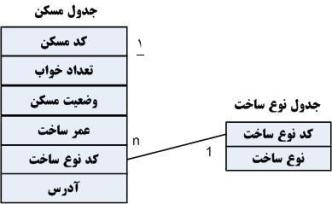 جدول مسکن
کد مسکن
۱
تعداد خواب
وضعیت مسکن
عمر ساخت
کد نوع ساخت
n
آدرس
جدول نوع ساخت
کد نوع ساخت
1
نوع ساخت